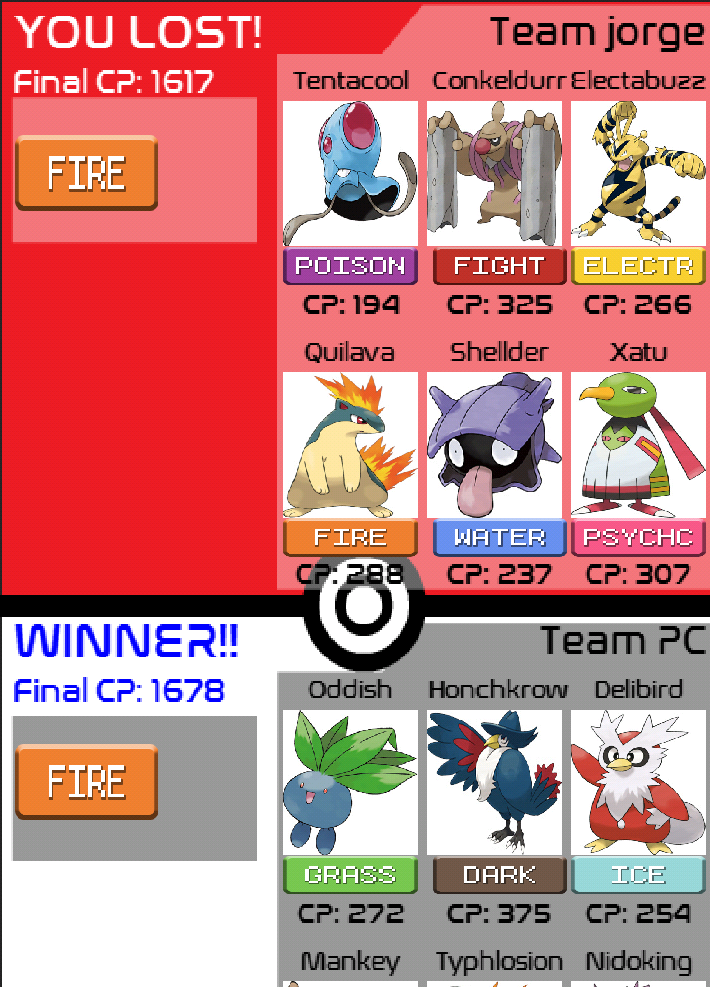 YOU LOST!
Team jorge
Final CP: 1617
FIRE
Tentacool Conkeldurr Electabuzz
POISON FIGHT ELECTR
CP: 194 CP: 325 CP: 266
Quilava Shellder Xatu
FIRE WATER PSYCHC
CP: 288 CP: 237 CP: 307
WINNER!!
Team PC
Final CP: 1678
FIRE
Oddish Honchkrow Delibird
GRASS DARK ICE
CP: 272 CP: 375 CP: 254
Mankey Typhlosion Nidoking